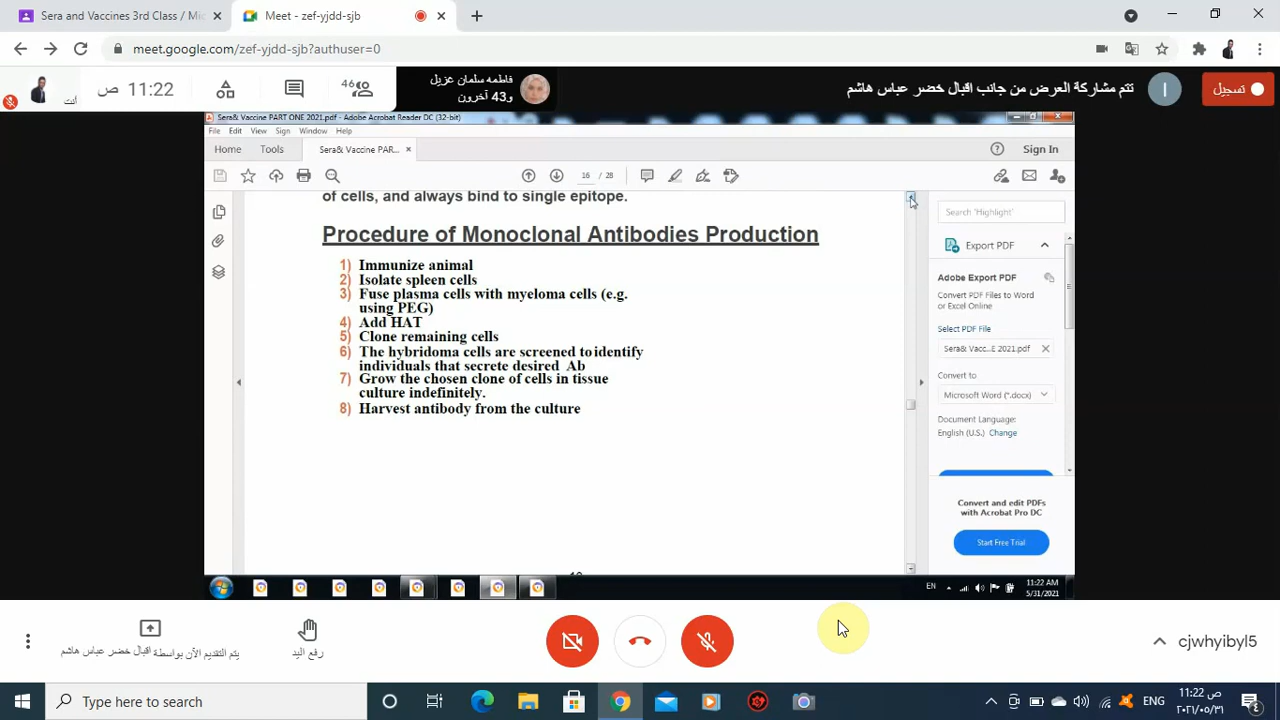 Sera and Vaccines 3rd Class / Mic
Meet - zef-yjdd-sjb
meet.google.com/zef-yjdd-sjb?authuser=0
أنت
11:22 ص
46
فاطمه سلمان غزيل
و43 آخرون
تتم مشاركة العرض من جانب اقبال خضر عباس هاشم
ا
تسجيل
Sera& Vaccine PART ONE 2021.pdf - Adobe Acrobat Reader DC (32-bit)
File Edit View Sign Window Help
Home Tools Sera& Vaccine PAR...
Sign In
16 / 28
of cells, and always bind to single epitope.
Procedure of Monoclonal Antibodies Production
1) Immunize animal
2) Isolate spleen cells
3) Fuse plasma cells with myeloma cells (e.g.
using PEG)
4) Add HAT
5) Clone remaining cells
6) The hybridoma cells are screened to identify
individuals that secrete desired Ab
7) Grow the chosen clone of cells in tissue
culture indefinitely.
8) Harvest antibody from the culture
Search 'Highlight'
Export PDF
Adobe Export PDF
Convert PDF Files to Word
or Excel Online
Select PDF File
Sera& Vacc...E 2021.pdf
Convert to
Microsoft Word (*.docx)
Document Language:
English (U.S.) Change
Convert and edit PDFs
with Acrobat Pro DC
Start Free Trial
EN
11:22 AM
5/31/2021
يتم التقديم الآن بواسطة اقبال خضر عباس هاشم
رفع اليد
cjwhyibyl5
Type here to search
ENG
11:22 ص
٢٠٢١/٠٥/٣١